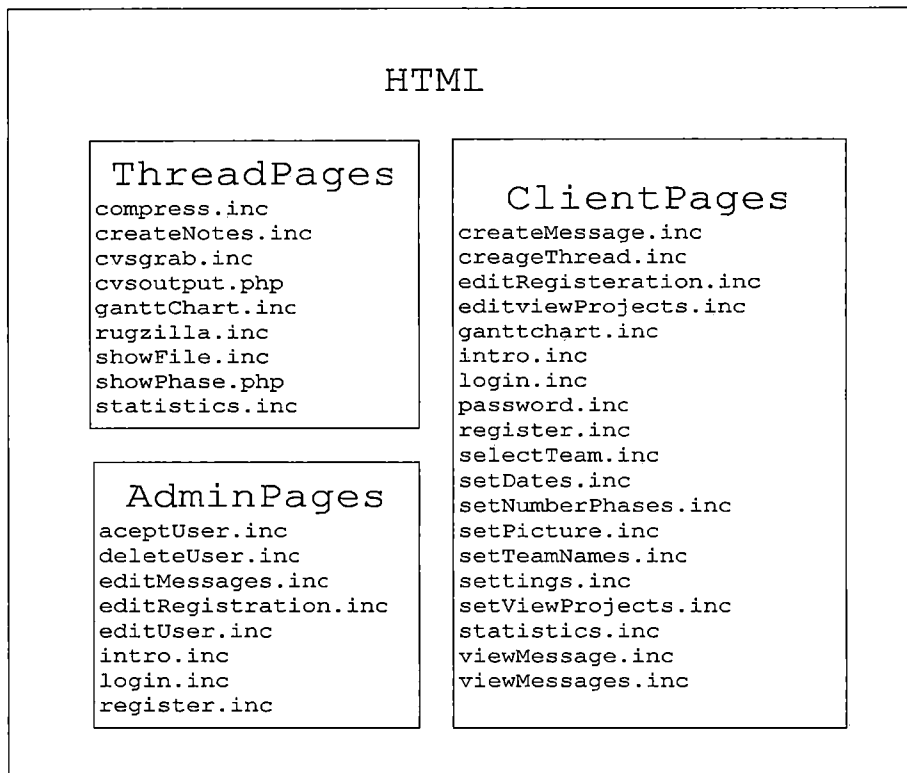 HTML
ThreadPages
compress.inc
createNotes.inc
cvsgrab.inc
cvsoutput.php
ganttChart.inc
rugzilla.inc
showFile.inc
showPhase.php
statistics.inc
AdminPages
aceptUser.inc
deleteUser.inc
editMessages.inc
editRegistration.inc
editUser.inc
intro.inc
login.inc
register.inc
ClientPages
createMessage.inc
creageThread.inc
editRegisteration.inc
editviewProjects.inc
ganttchart.inc
intro.inc
login.inc
password.inc
register.inc
selectTeam.inc
setDates.inc
setNumberPhases.inc
setPicture.inc
setTeamNames.inc
settings.inc
setViewProjects.inc
statistics.inc
viewMessage.inc
viewMessages.inc